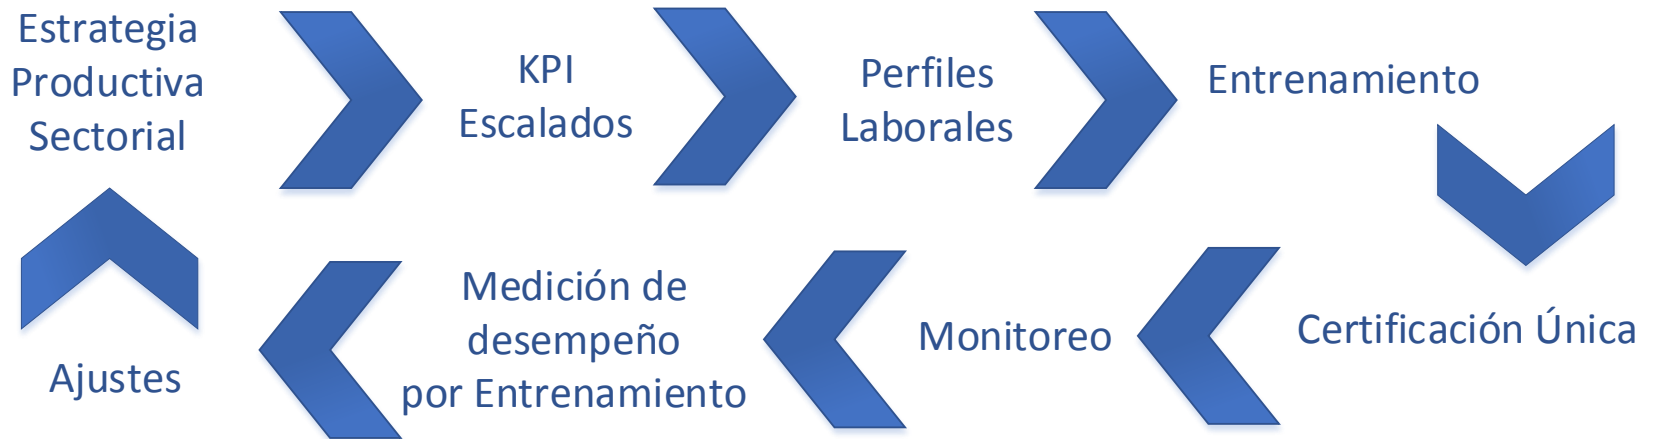 Estrategia
Productiva
Sectorial
KPI
Escalados
Perfiles
Laborales
Entrenamiento
Certificación Única
Monitoreo
Medición de
desempeño
por Entrenamiento
Ajustes